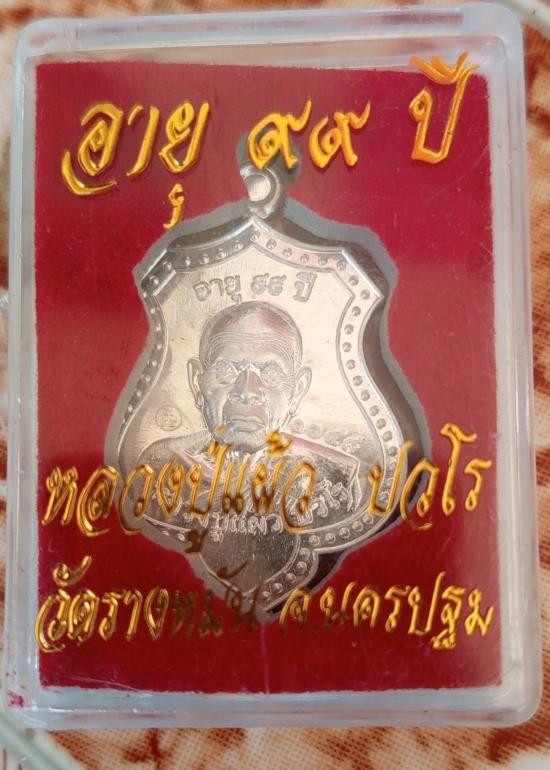 อายุ ๙๙ ปี
อายุ ๙๙ ปี
หลวงปู่แผ้ว ปวโร
วัดรางหมัน จ.นครปฐม